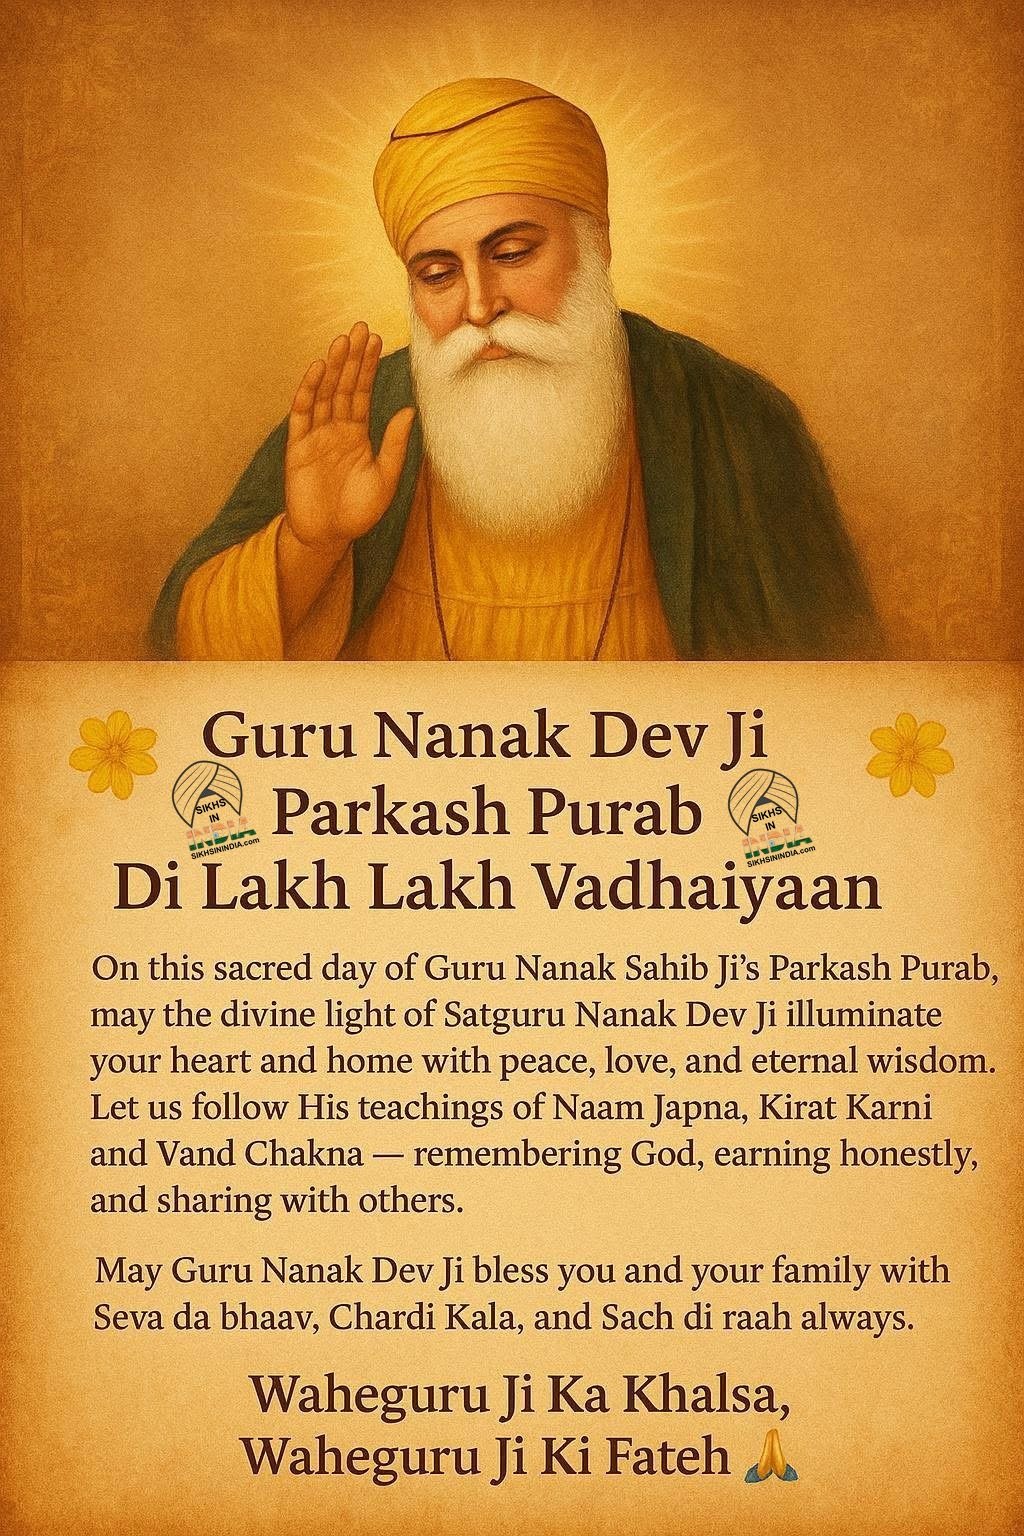 Guru Nanak Dev Ji
Parkash Purab
SIKHS
IN
INDIA
SIKHSININDIA.com
SIKHS
IN
INDIA
SIKHSININDIA.com
Di Lakh Lakh Vadhaiyaan
On this sacred day of Guru Nanak Sahib Ji’s Parkash Purab,
may the divine light of Satguru Nanak Dev Ji illuminate
your heart and home with peace, love, and eternal wisdom.
Let us follow His teachings of Naam Japna, Kirat Karni
and Vand Chakna — remembering God, earning honestly,
and sharing with others.
May Guru Nanak Dev Ji bless you and your family with
Seva da bhaav, Chardi Kala, and Sach di raah always.
Waheguru Ji Ka Khalsa,
Waheguru Ji Ki Fateh 🙏